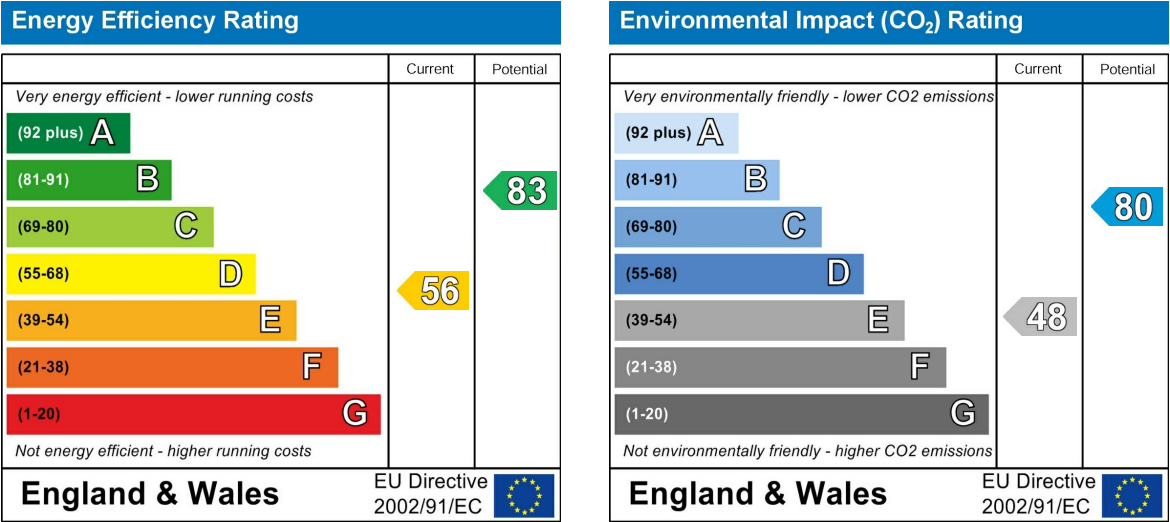 Energy Efficiency Rating
Current Potential
Very energy efficient - lower running costs
(92 plus) A
(81-91) B
83
(69-80) C
(55-68) D
56
(39-54) E
(21-38) F
(1-20) G
Not energy efficient - higher running costs
England & Wales
EU Directive
2002/91/EC
Environmental Impact (CO₂) Rating
Current Potential
Very environmentally friendly - lower CO2 emissions
(92 plus) A
(81-91) B
80
(69-80) C
(55-68) D
(39-54) E
48
(21-38) F
(1-20) G
Not environmentally friendly - higher CO2 emissions
England & Wales
EU Directive
2002/91/EC